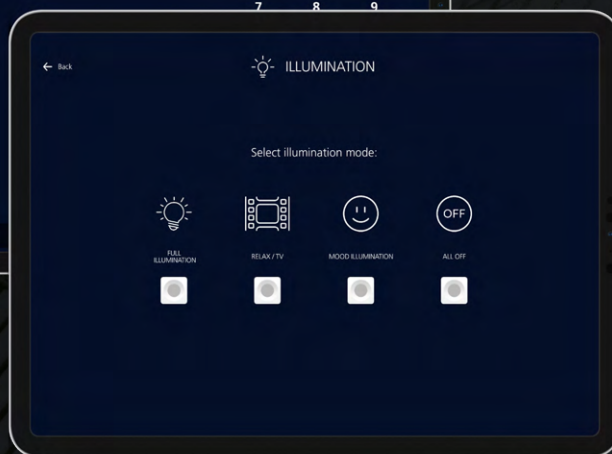 7 8 9
← Back
ILLUMINATION
Select illumination mode:
FULL
ILLUMINATION
RELAX / TV
MOOD ILLUMINATION
OFF
ALL OFF